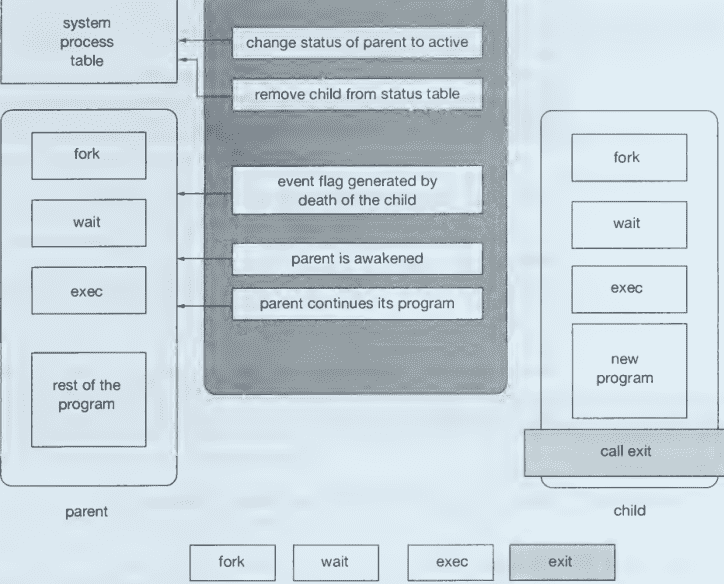 system
process
table
change status of parent to active
remove child from status table
fork
wait
exec
rest of the
program
event flag generated by
death of the child
parent is awakened
parent continues its program
fork
wait
exec
new
program
call exit
parent
child
fork
wait
exec
exit